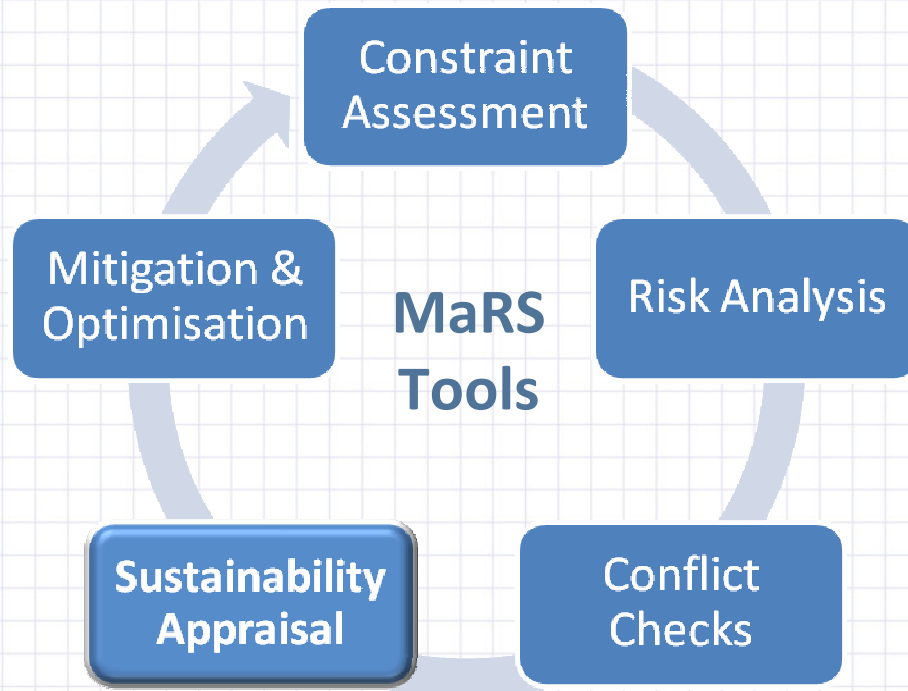 Constraint
Assessment
Mitigation &
Optimisation
MaRS
Tools
Risk Analysis
Sustainability
Appraisal
Conflict
Checks